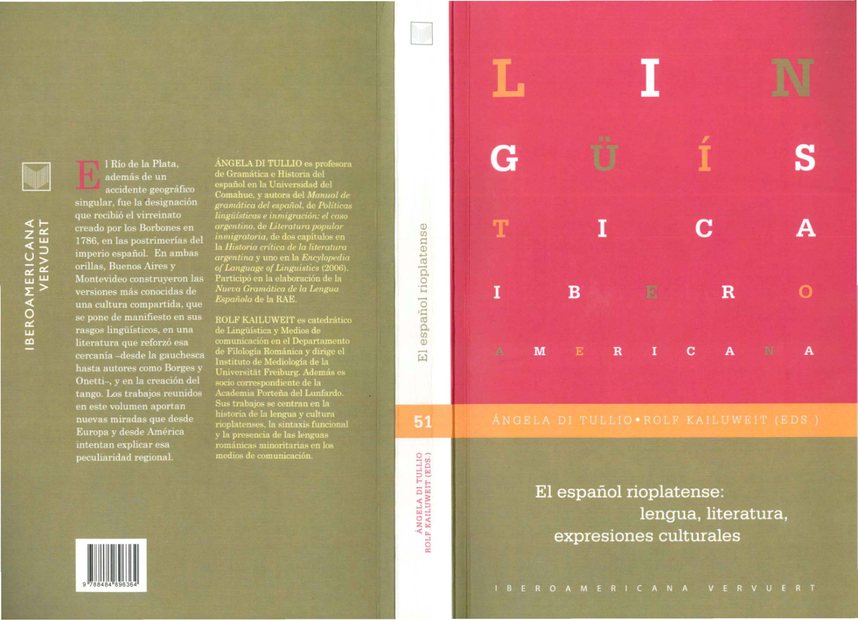 IBEROAMERICANA
VERVUERT
El Río de la Plata,
además de un
accidente geográfico
singular, fue la designación
que recibió el virreinato
creado por los Borbones en
1786, en las postrimerías del
imperio español. En ambas
orillas, Buenos Aires y
Montevideo construyeron las
versiones más conocidas de
una cultura compartida, que
se pone de manifiesto en sus
rasgos lingüísticos, en una
literatura que reforzó esa
cercanía –desde la gauchesca
hasta autores como Borges y
Onetti–, y en la creación del
tango. Los trabajos reunidos
en este volumen aportan
nuevas miradas que desde
Europa y desde América
intentan explicar esa
peculiaridad regional.
ÁNGELA DI TULLIO es profesora
de Gramática e Historia del
español en la Universidad del
Comahue, y autora del Manual de
gramática del español, de Políticas
lingüísticas e inmigración: el caso
argentino, de Literatura popular
inmigratoria, de dos capítulos en
la Historia crítica de la literatura
argentina y uno en la Encyclopedia
of Language of Linguistics (2006).
Participó en la elaboración de la
Nueva Gramática de la Lengua
Española de la RAE.
ROLF KAILUWEIT es catedrático
de Lingüística y Medios de
comunicación en el Departamento
de Filología Románica y dirige el
Instituto de Mediología de la
Universität Freiburg. Además es
socio correspondiente de la
Academia Porteña del Lunfardo.
Sus trabajos se centran en la
historia de la lengua y cultura
rioplatenses, la sintaxis funcional
y la presencia de las lenguas
románicas minoritarias en los
medios de comunicación.
9 788484 896364
El español rioplatense
51
ÁNGELA DI TULLIO
ROLF KAILUWEIT (EDS.)
L I N
G Ü Í S
T I C A
I B E R O
A M E R I C A N A
ÁNGELA DI TULLIO • ROLF KAILUWEIT (EDS.)
El español rioplatense:
lengua, literatura,
expresiones culturales
IBEROAMERICANA VERVUERT